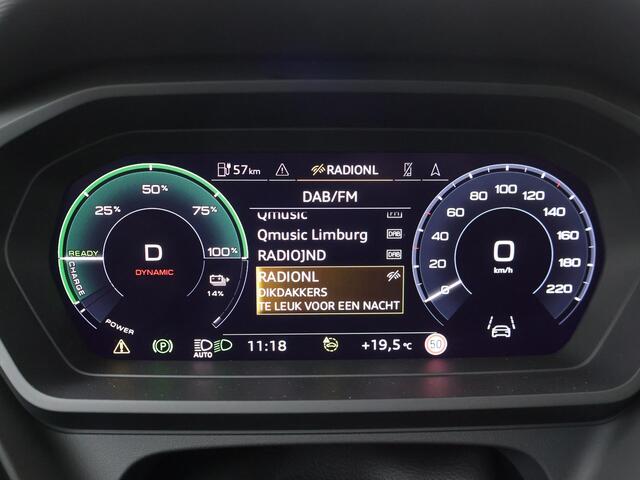 57 km
RADIONL
DAB/FM
Qmusic
Qmusic Limburg DAB
RADIOJND DAB
RADIONL
DIKDAKKERS
TE LEUK VOOR EEN NACHT
50%
25% 75%
READY 100%
CHARGE
POWER
D
DYNAMIC
14%
0 20 40 60 80 100 120 140 160 180 220
0
km/h
P AUTO 11:18 +19,5 °C 50